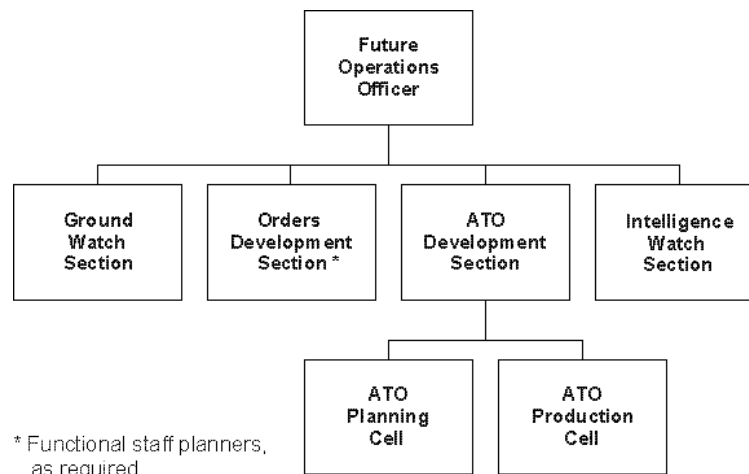 Future
Operations
Officer
Ground
Watch
Section
Orders
Development
Section *
ATO
Development
Section
Intelligence
Watch
Section
ATO
Planning
Cell
ATO
Production
Cell
* Functional staff planners,
as required